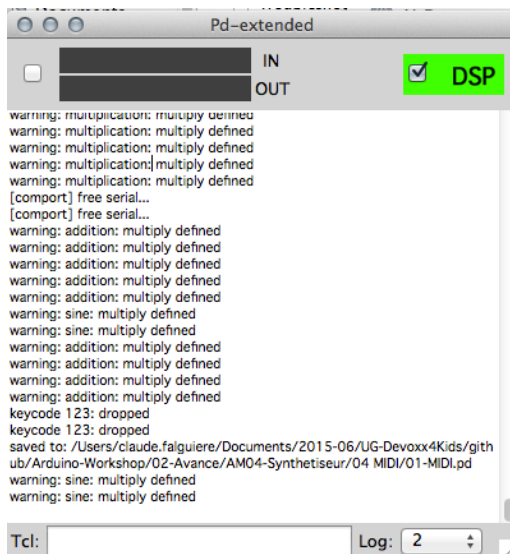 Pd-extended
IN
OUT
DSP
warning: multiplication: multiply defined
warning: multiplication: multiply defined
warning: multiplication: multiply defined
warning: multiplication: multiply defined
warning: multiplication: multiply defined
[comport] free serial...
[comport] free serial...
warning: addition: multiply defined
warning: addition: multiply defined
warning: addition: multiply defined
warning: addition: multiply defined
warning: addition: multiply defined
warning: sine: multiply defined
warning: sine: multiply defined
warning: addition: multiply defined
warning: addition: multiply defined
warning: addition: multiply defined
warning: addition: multiply defined
keycode 123: dropped
keycode 123: dropped
saved to: /Users/claude.falguiere/Documents/2015-06/UG-Devoxx4Kids/gith
ub/Arduino-Workshop/02-Avance/AM04-Synthetiseur/04 MIDI/01-MIDI.pd
warning: sine: multiply defined
warning: sine: multiply defined
Tcl:
Log: 2